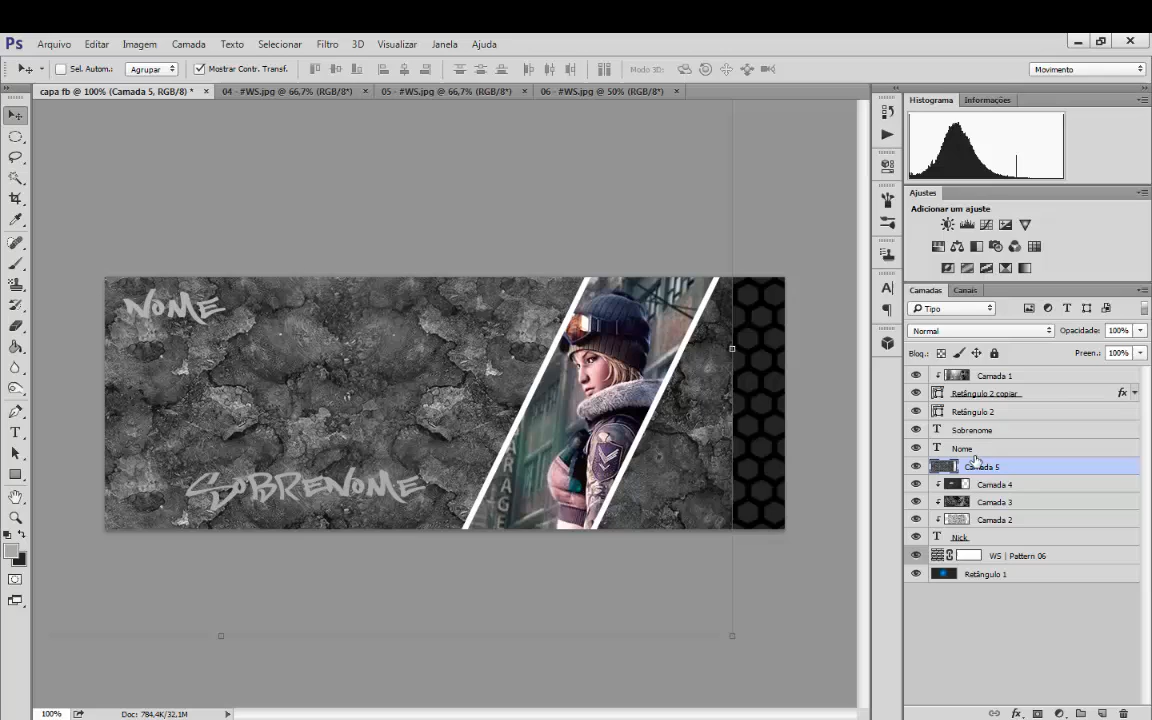 Ps Arquivo Editar Imagem Camada Texto Selecionar Filtro 3D Visualizar Janela Ajuda
Sel. Autom.: Agrupar Mostrar Contr. Transf. Modo 3D: Movimento
capa fb @ 100% (Camada 5, RGB/8) * × 04 - #WS.jpg @ 66,7% (RGB/8*) × 05 - #WS.jpg @ 66,7% (RGB/8*) × 06 - #WS.jpg @ 50% (RGB/8*) ×
Histograma Informações
Ajustes
Adicionar um ajuste
Camadas Canais
Tipo
Normal Opacidade: 100%
Bloq.: Preen.: 100%
Camada 1
Retângulo 2 copiar fx
Retângulo 2
T Sobrenome
T Nome
Camada 5
Camada 4
Camada 3
Camada 2
T Nick
WS | Pattern 06
Retângulo 1
NOME
SOBRENOME
ARAGE
100% Doc: 784,4K/32,1M